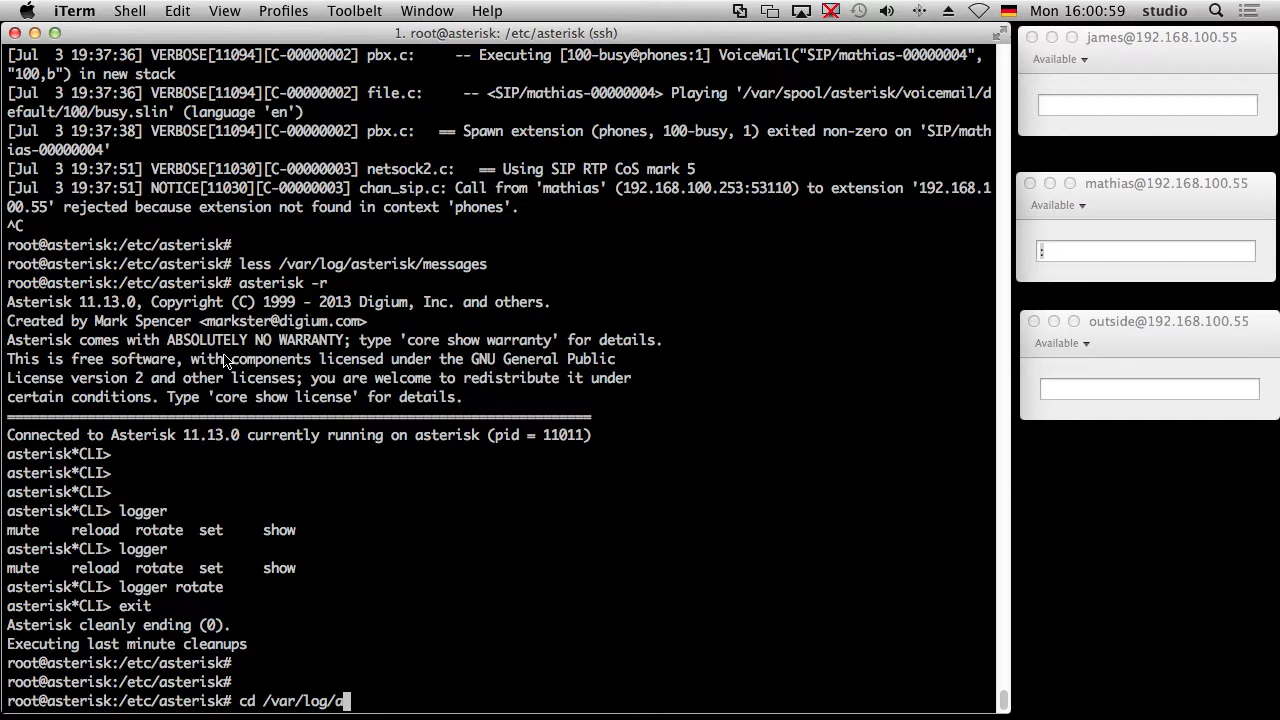 iTerm Shell Edit View Profiles Toolbelt Window Help Mon 16:00:59 studio
1. root@asterisk: /etc/asterisk (ssh)
[Jul  3 19:37:36] VERBOSE[11094][C-00000002] pbx.c:     -- Executing [100-busy@phones:1] VoiceMail("SIP/mathias-00000004",
"100,b") in new stack
[Jul  3 19:37:36] VERBOSE[11094][C-00000002] file.c:     -- <SIP/mathias-00000004> Playing '/var/spool/asterisk/voicemail/d
efault/100/busy.slin' (language 'en')
[Jul  3 19:37:38] VERBOSE[11094][C-00000002] pbx.c:   == Spawn extension (phones, 100-busy, 1) exited non-zero on 'SIP/math
ias-00000004'
[Jul  3 19:37:51] VERBOSE[11030][C-00000003] netsock2.c:   == Using SIP RTP CoS mark 5
[Jul  3 19:37:51] NOTICE[11030][C-00000003] chan_sip.c: Call from 'mathias' (192.168.100.253:53110) to extension '192.168.1
00.55' rejected because extension not found in context 'phones'.
^C
root@asterisk:/etc/asterisk#
root@asterisk:/etc/asterisk# less /var/log/asterisk/messages
root@asterisk:/etc/asterisk# asterisk -r
Asterisk 11.13.0, Copyright (C) 1999 - 2013 Digium, Inc. and others.
Created by Mark Spencer <markster@digium.com>
Asterisk comes with ABSOLUTELY NO WARRANTY; type 'core show warranty' for details.
This is free software, with components licensed under the GNU General Public
License version 2 and other licenses; you are welcome to redistribute it under
certain conditions. Type 'core show license' for details.
=========================================================================
Connected to Asterisk 11.13.0 currently running on asterisk (pid = 11011)
asterisk*CLI>
asterisk*CLI>
asterisk*CLI>
asterisk*CLI> logger
mute    reload  rotate  set     show
asterisk*CLI> logger
mute    reload  rotate  set     show
asterisk*CLI> logger rotate
asterisk*CLI> exit
Asterisk cleanly ending (0).
Executing last minute cleanups
root@asterisk:/etc/asterisk#
root@asterisk:/etc/asterisk#
root@asterisk:/etc/asterisk# cd /var/log/a
james@192.168.100.55
Available
mathias@192.168.100.55
Available
:
outside@192.168.100.55
Available